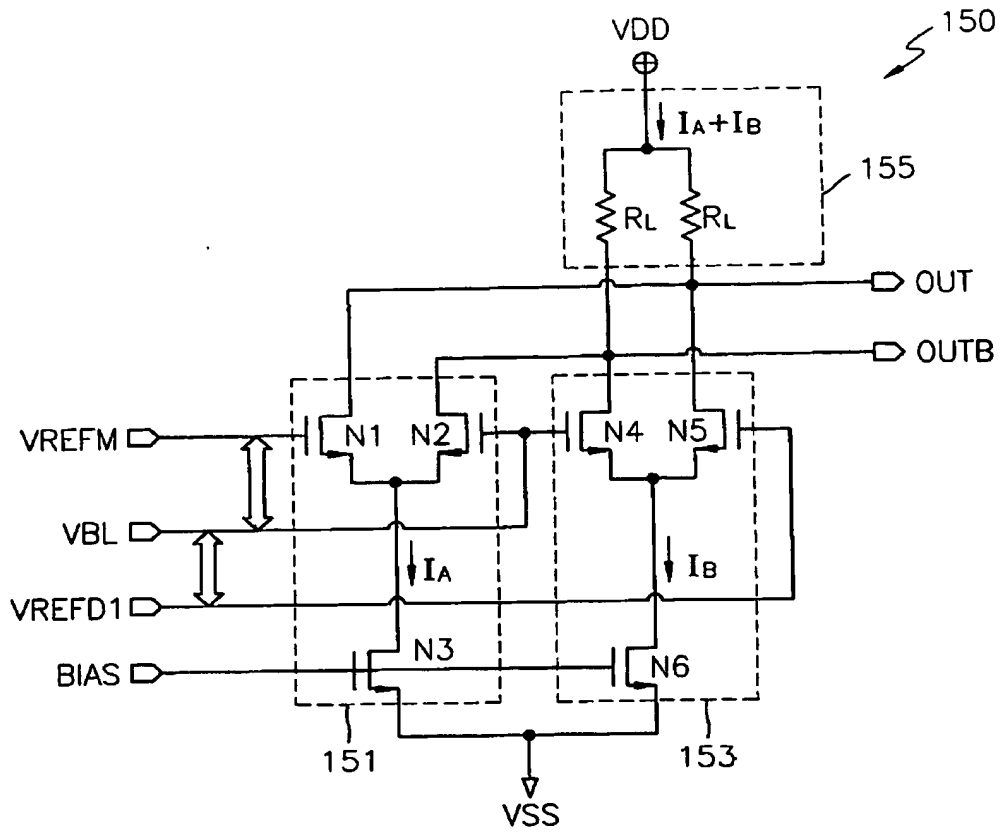 150
VDD
IA+IB
155
RL RL
OUT
OUTB
VREFM N1 N2 N4 N5
VBL
IA IB
VREFD1
N3
BIAS N6
151 153
VSS